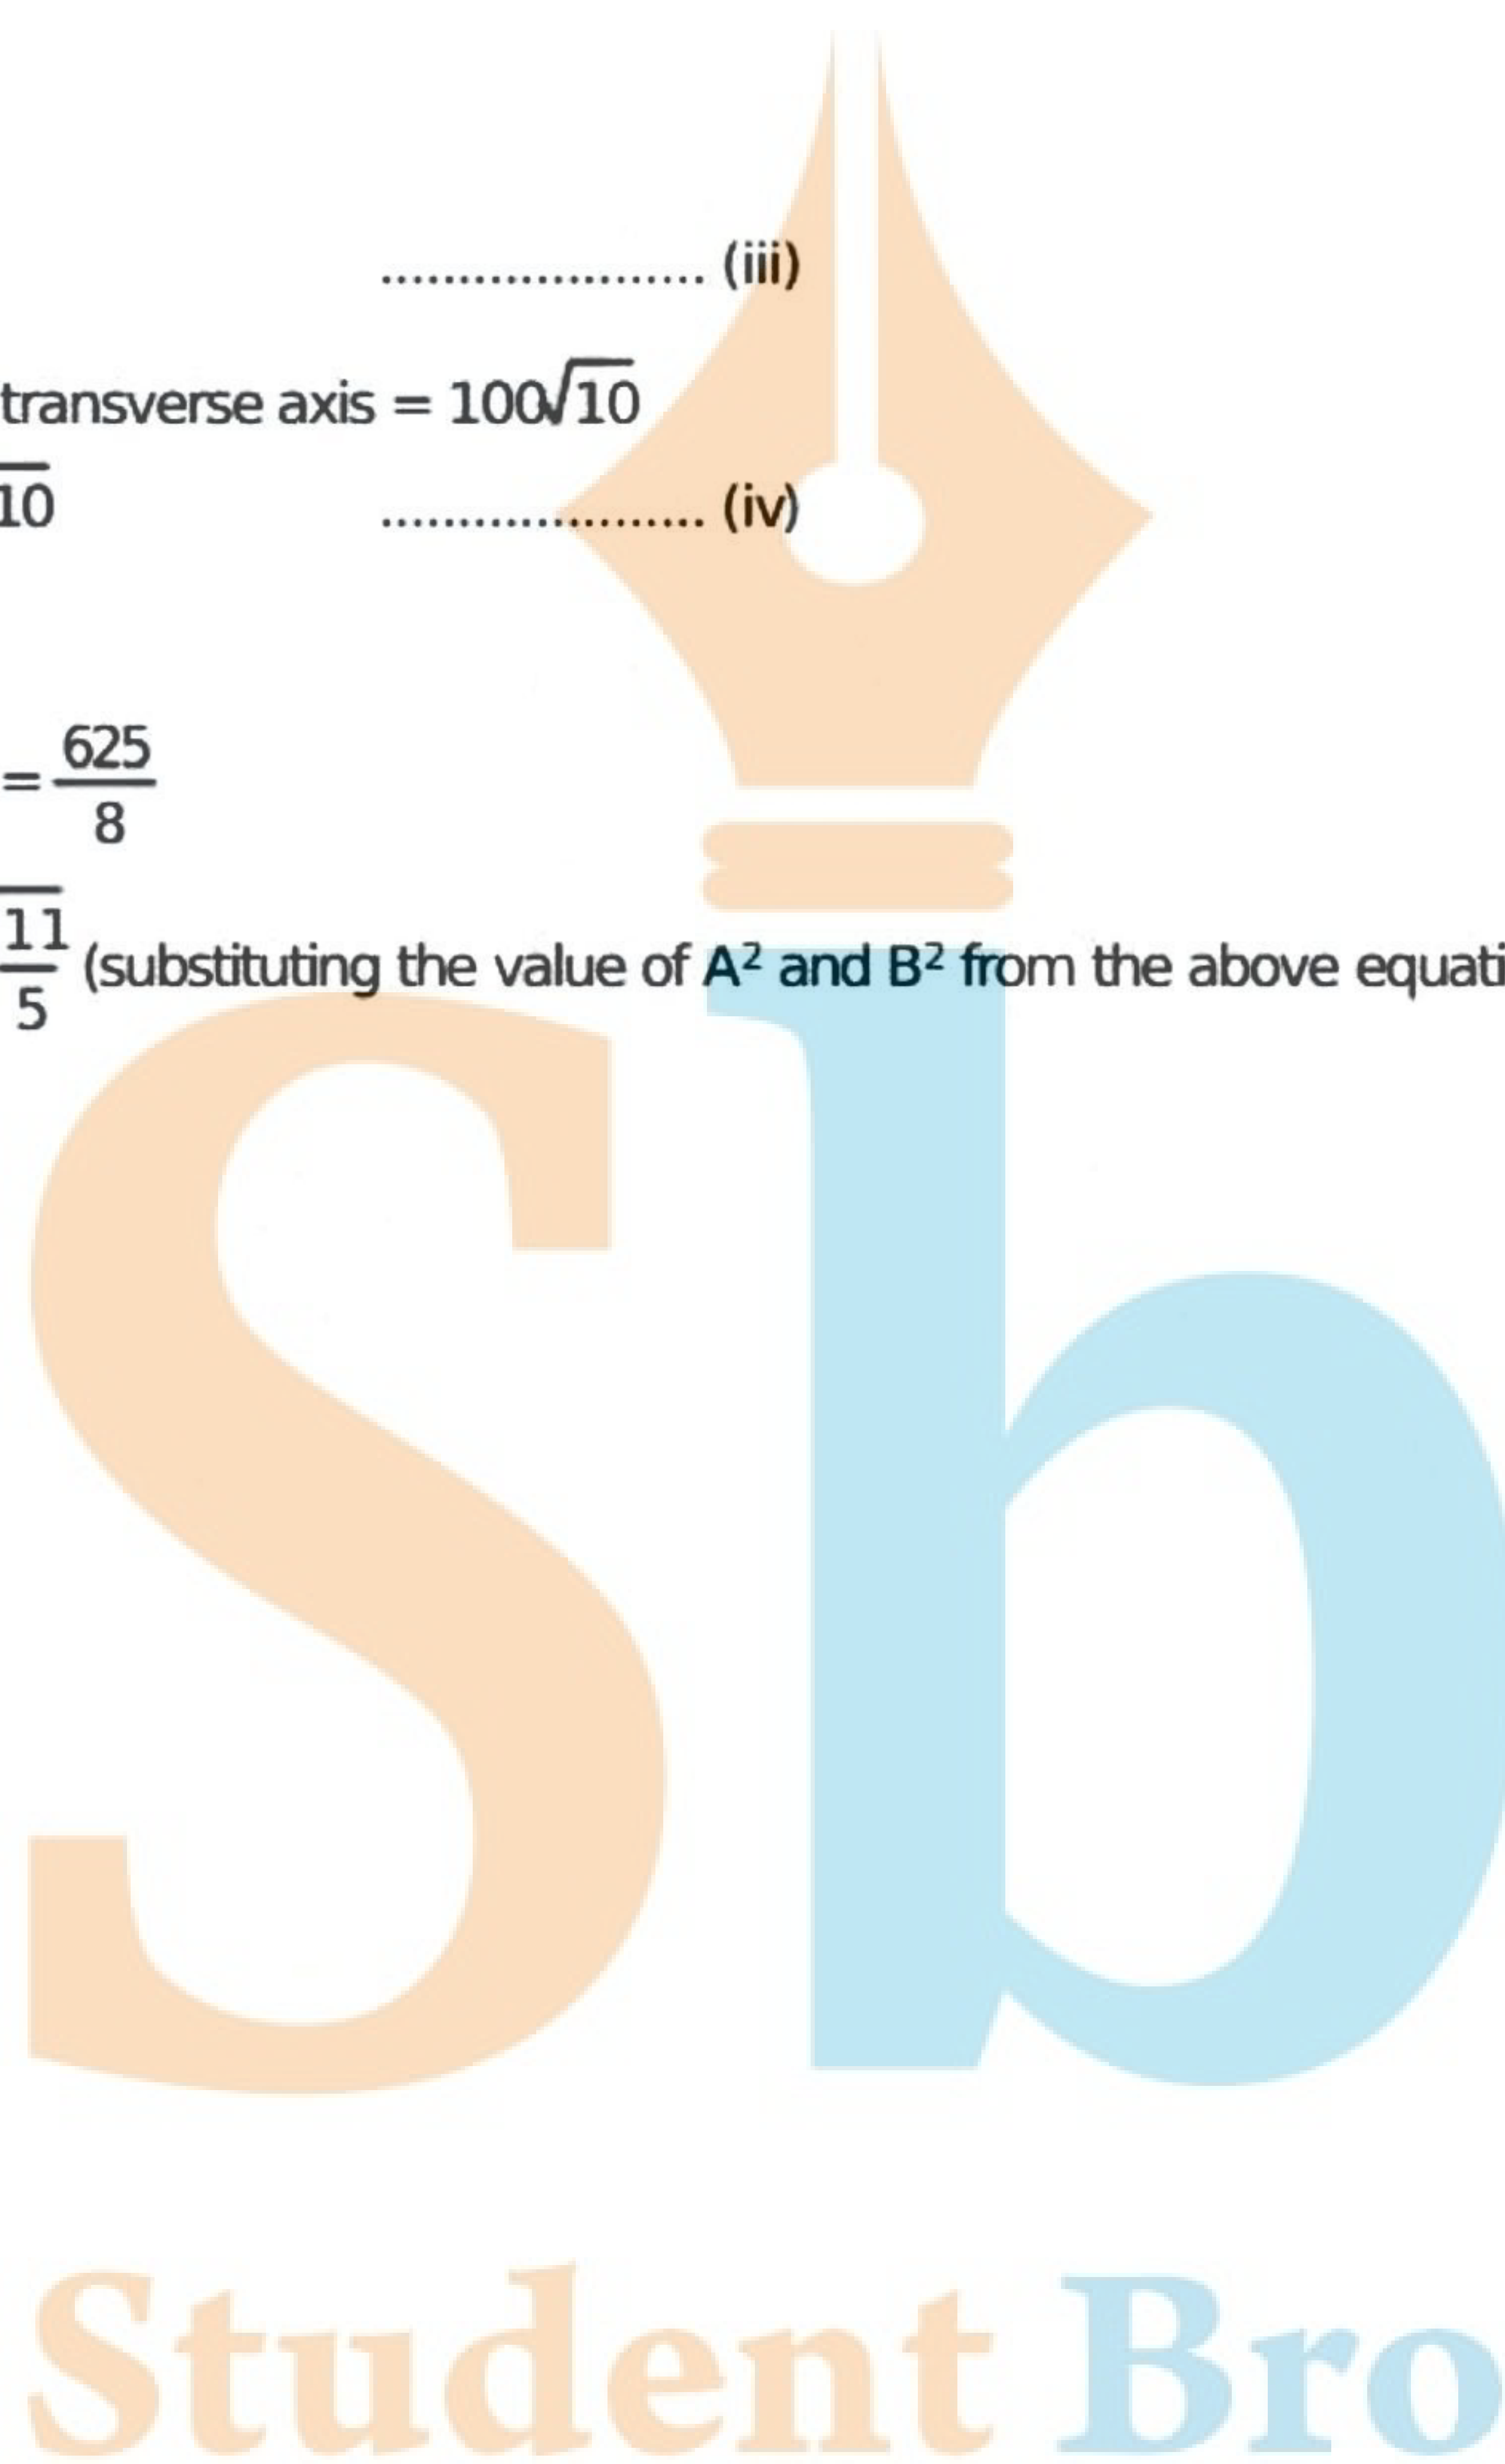 ..................... (iii)
transverse axis = 100√10
10 ..................... (iv)
= 625/8
11/5 (substituting the value of A² and B² from the above equati
Sb
Student Bro